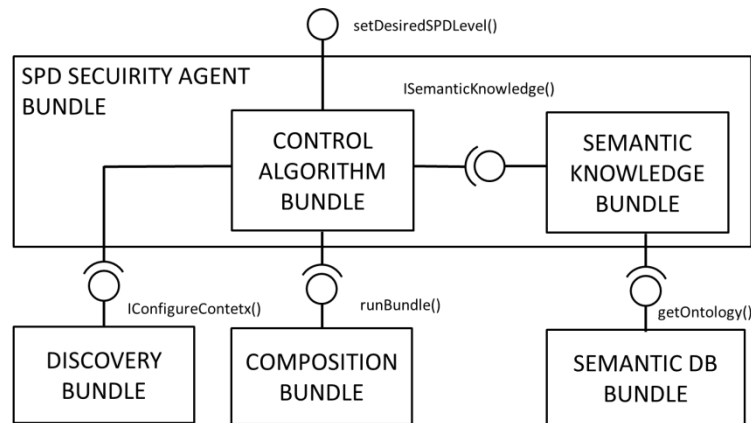 setDesiredSPDLevel()
SPD SECUIRITY AGENT
BUNDLE
ISemanticKnowledge()
CONTROL
ALGORITHM
BUNDLE
SEMANTIC
KNOWLEDGE
BUNDLE
IConfigureContetx()
runBundle()
getOntology()
DISCOVERY
BUNDLE
COMPOSITION
BUNDLE
SEMANTIC DB
BUNDLE